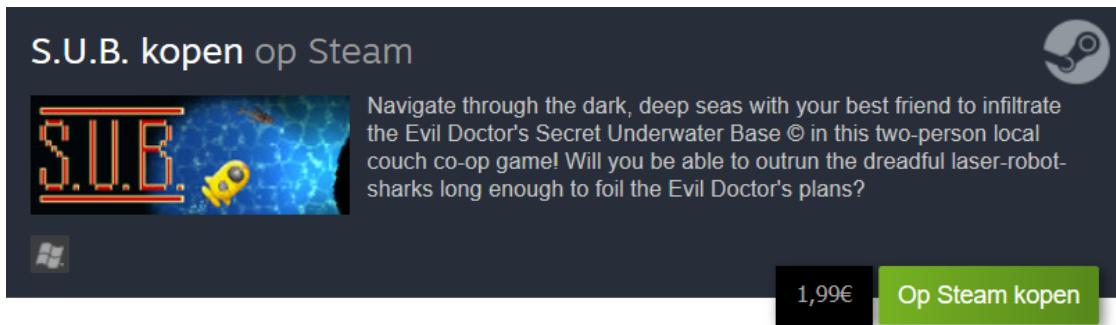 S.U.B. kopen op Steam
S.U.B.
Navigate through the dark, deep seas with your best friend to infiltrate
the Evil Doctor's Secret Underwater Base © in this two-person local
couch co-op game! Will you be able to outrun the dreadful laser-robot-
sharks long enough to foil the Evil Doctor's plans?
1,99€
Op Steam kopen